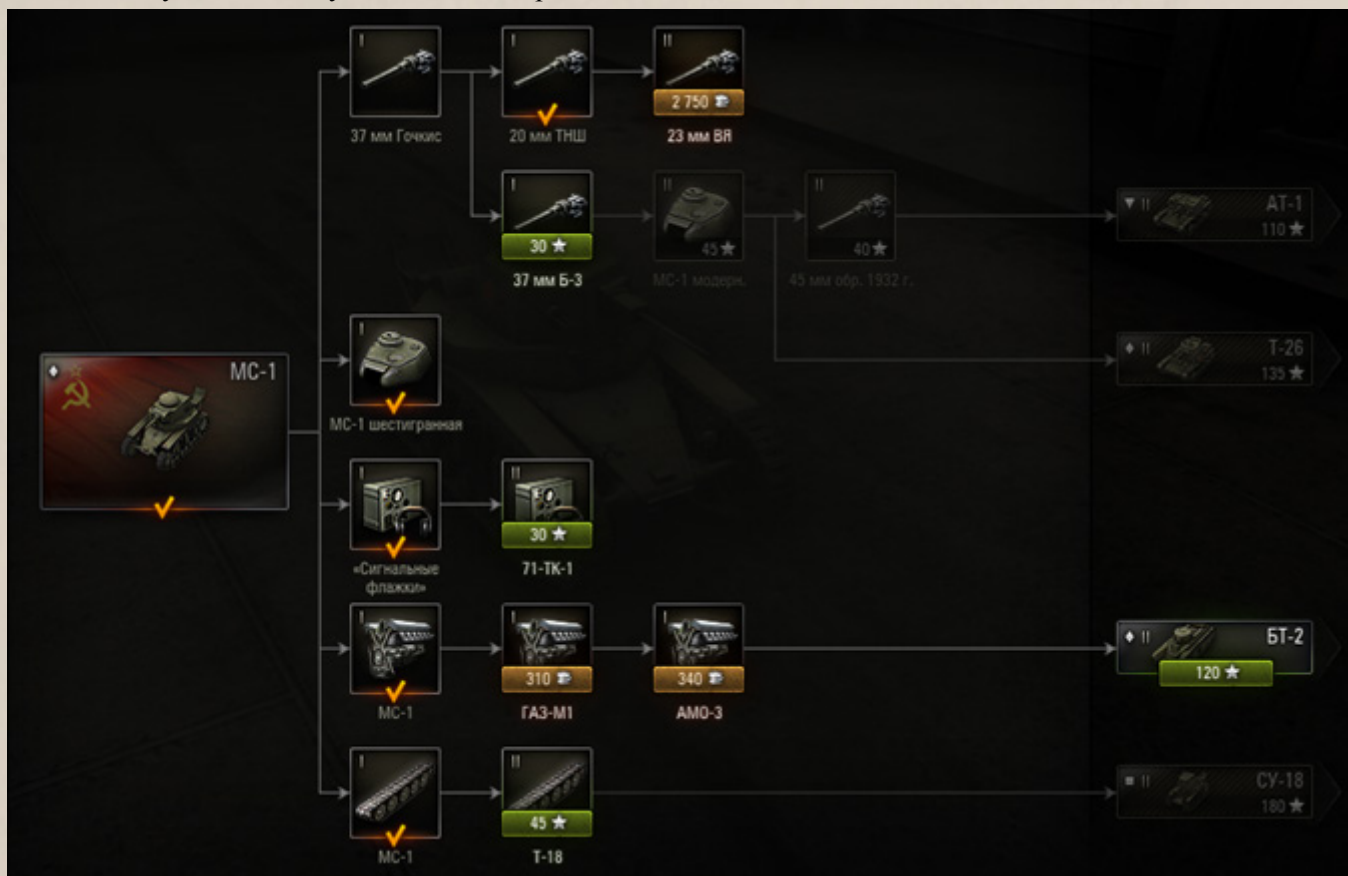 I
I
II
2 750
37 мм Гочкис
20 мм ТНШ
23 мм ВЯ
I
II
II
30
45
40
37 мм Б-3
МС-1 модерн.
45 мм обр. 1932 г.
II
АТ-1
110
I
МС-1 шестигранная
II
Т-26
135
МС-1
I
II
30
«Сигнальные
флажки»
71-ТК-1
I
I
I
310
340
МС-1
ГАЗ-М1
АМО-3
II
БТ-2
120
I
II
45
МС-1
Т-18
II
СУ-18
180